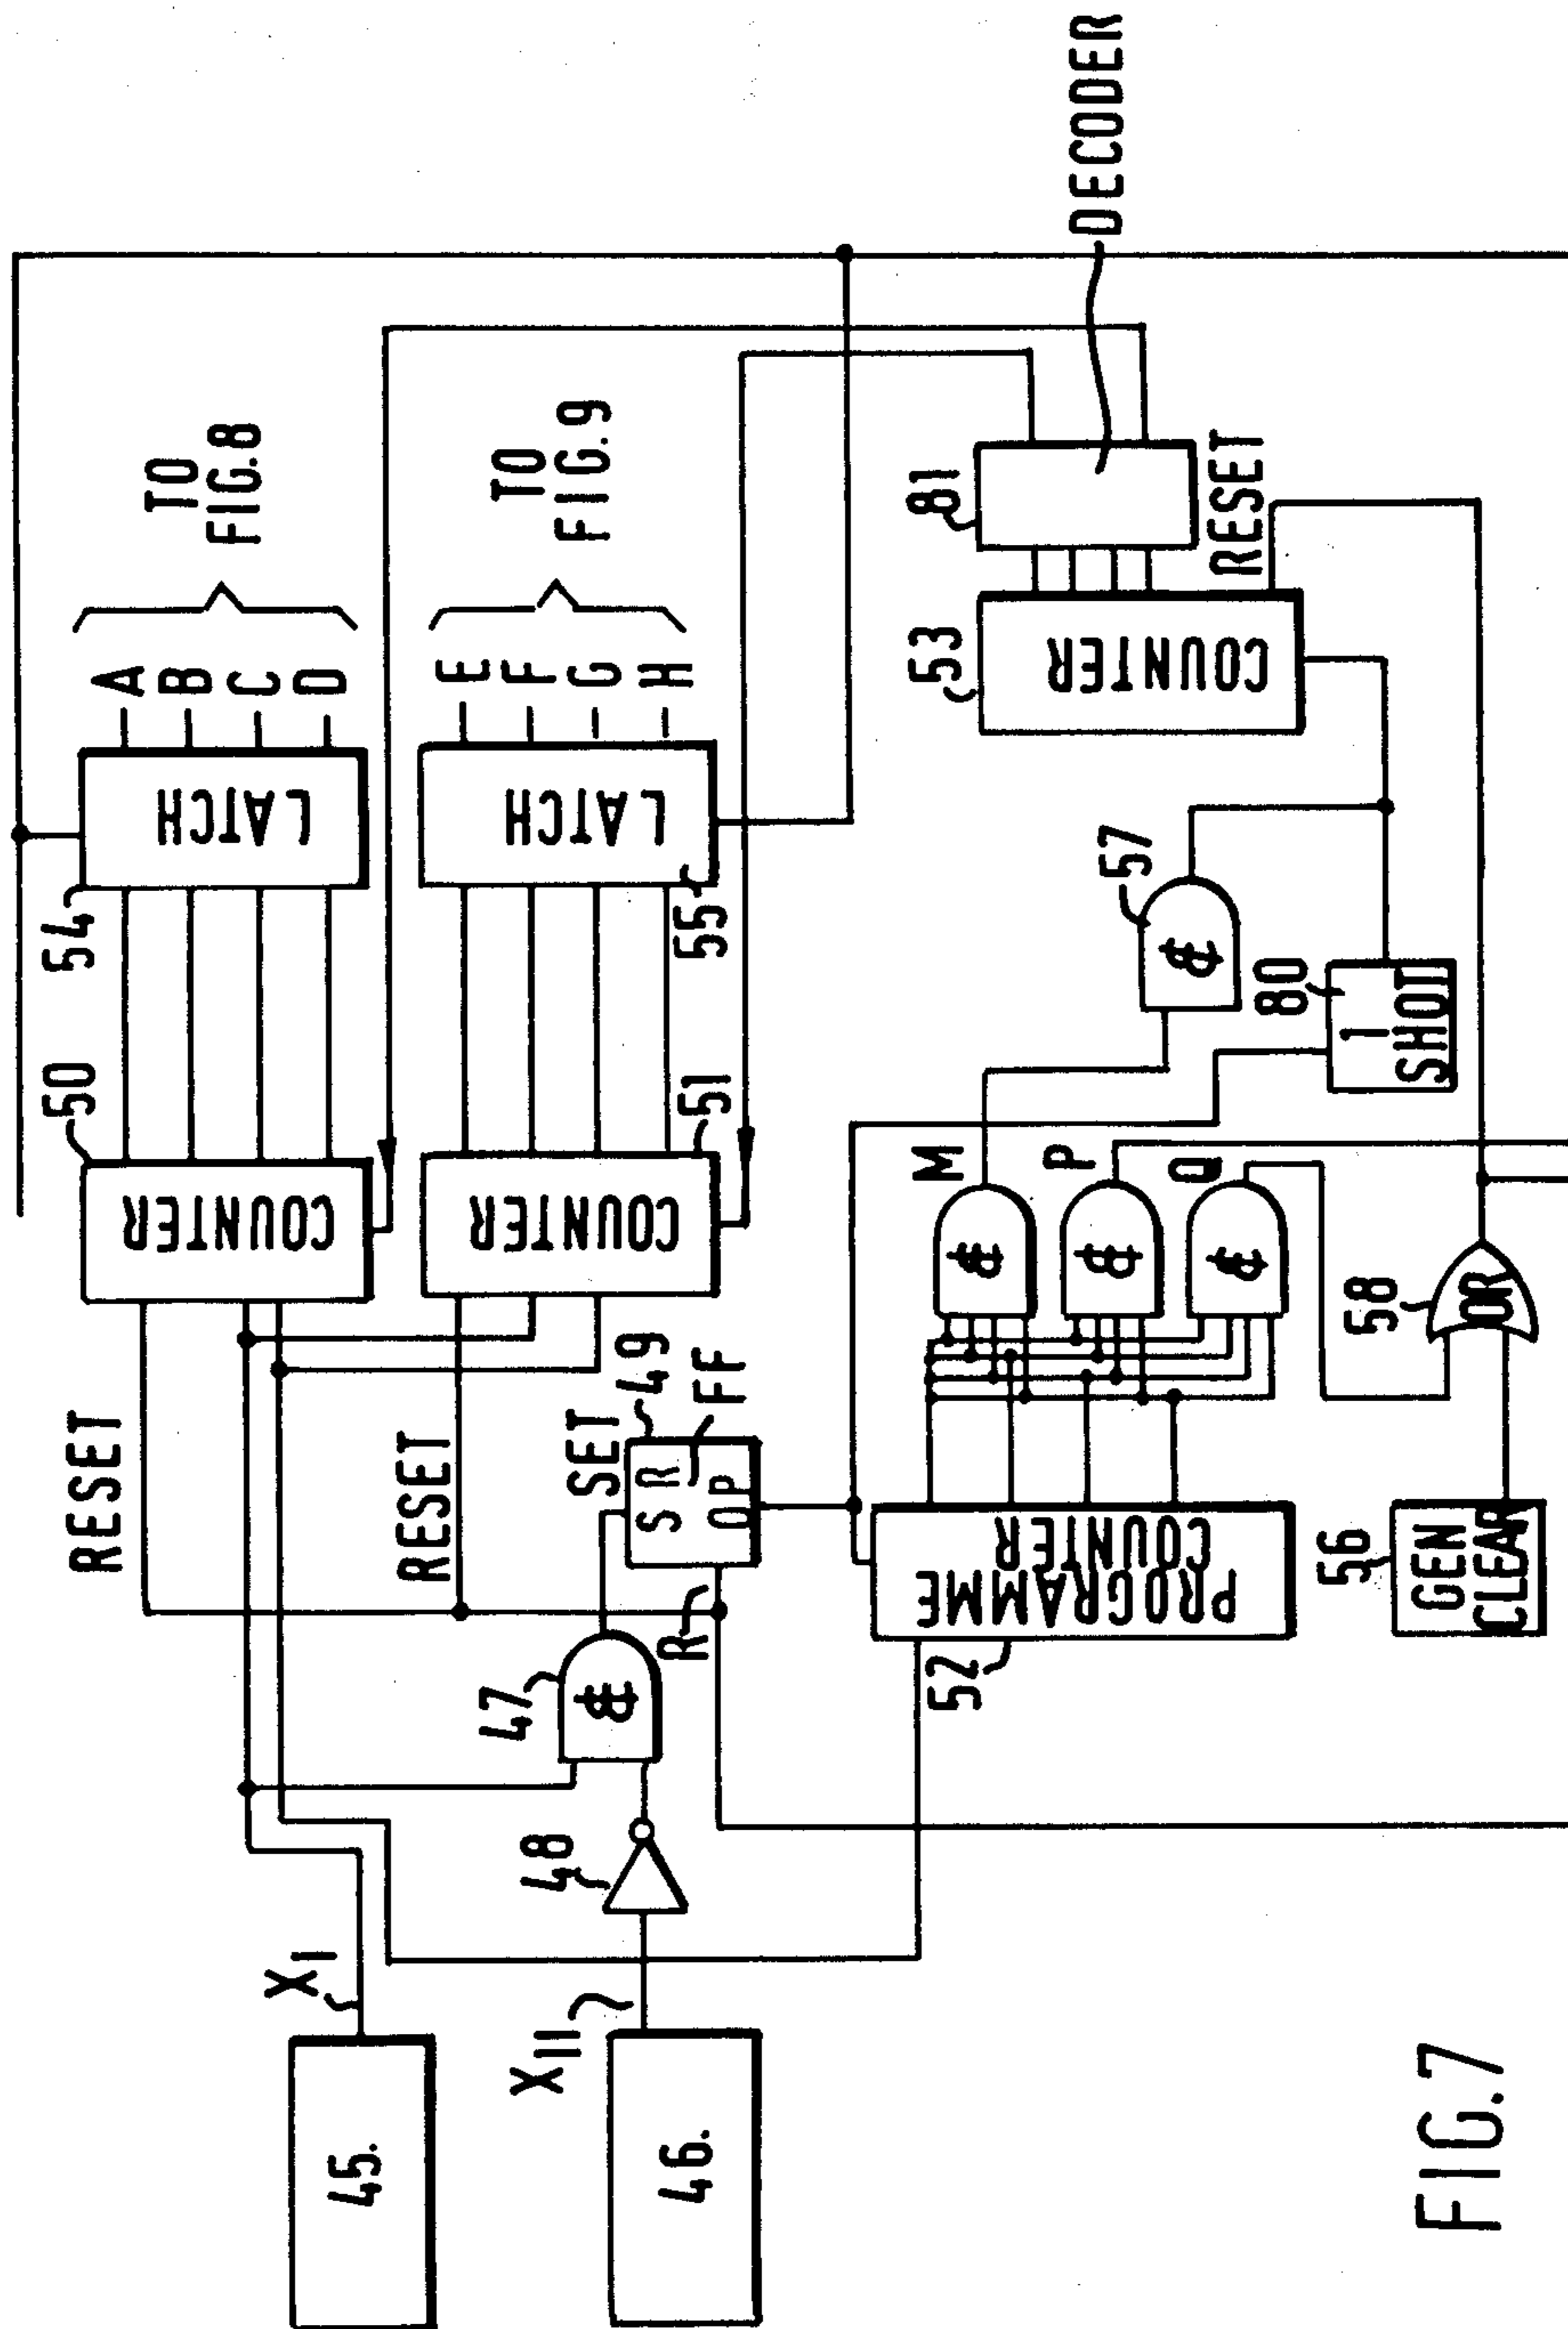 45.
X I
46.
X II
48
47
&
RESET
RESET
SET
49
S R
FF
OP
R
50
COUNTER
51
COUNTER
54
LATCH
55
LATCH
A
B
C
D
TO
FIG.8
E
F
G
H
TO
FIG.9
52
PROGRAMME
COUNTER
&
M
&
P
&
Q
56
GEN
CLEAR
58
OR
57
&
80
1
SHOT
53
COUNTER
RESET
81
DECODER
FIG.7